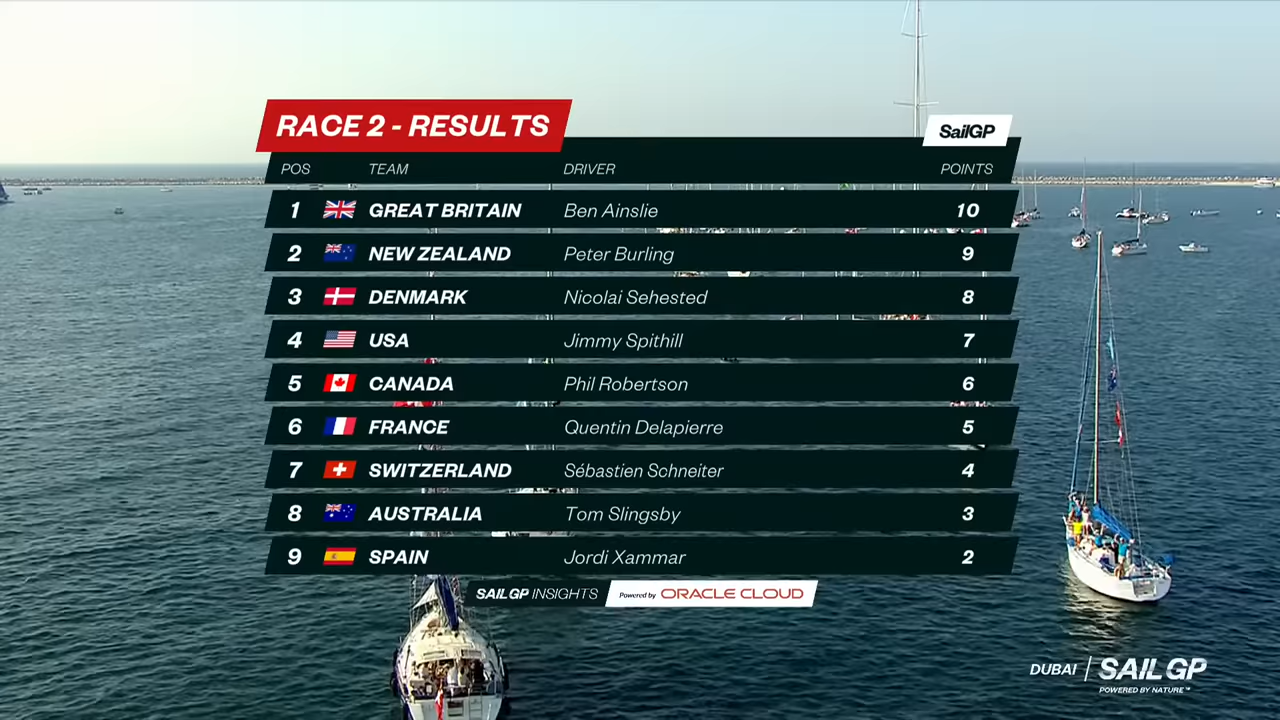 RACE 2 - RESULTS
SailGP
POS TEAM DRIVER POINTS
1 GREAT BRITAIN Ben Ainslie 10
2 NEW ZEALAND Peter Burling 9
3 DENMARK Nicolai Sehested 8
4 USA Jimmy Spithill 7
5 CANADA Phil Robertson 6
6 FRANCE Quentin Delapierre 5
7 SWITZERLAND Sébastien Schneiter 4
8 AUSTRALIA Tom Slingsby 3
9 SPAIN Jordi Xammar 2
SAIL GP INSIGHTS Powered by ORACLE CLOUD
DUBAI | SAIL GP
POWERED BY NATURE™